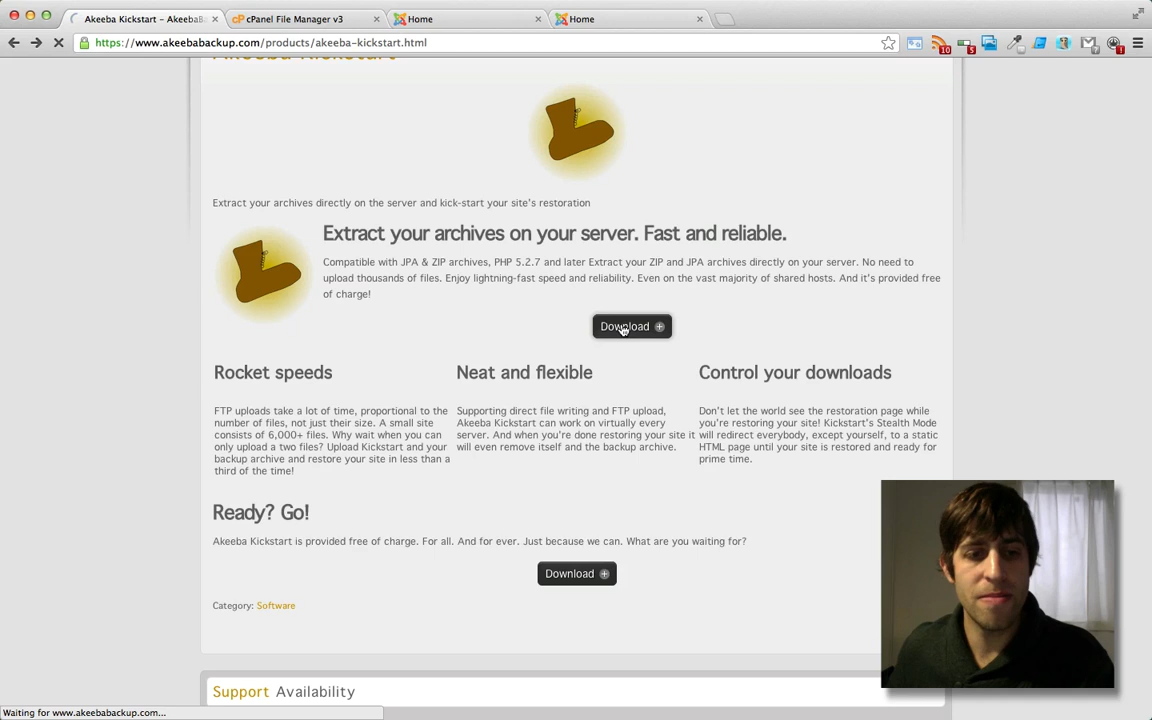 Akeeba Kickstart - AkeebaBa
cPanel File Manager v3
Home
Home
https://www.akeebabackup.com/products/akeeba-kickstart.html
10
5
Akeeba Kickstart
Extract your archives directly on the server and kick-start your site's restoration
Extract your archives on your server. Fast and reliable.
Compatible with JPA & ZIP archives, PHP 5.2.7 and later Extract your ZIP and JPA archives directly on your server. No need to
upload thousands of files. Enjoy lightning-fast speed and reliability. Even on the vast majority of shared hosts. And it's provided free
of charge!
Download
Rocket speeds
FTP uploads take a lot of time, proportional to the
number of files, not just their size. A small site
consists of 6,000+ files. Why wait when you can
only upload a two files? Upload Kickstart and your
backup archive and restore your site in less than a
third of the time!
Neat and flexible
Supporting direct file writing and FTP upload,
Akeeba Kickstart can work on virtually every
server. And when you're done restoring your site it
will even remove itself and the backup archive.
Control your downloads
Don't let the world see the restoration page while
you're restoring your site! Kickstart's Stealth Mode
will redirect everybody, except yourself, to a static
HTML page until your site is restored and ready for
prime time.
Ready? Go!
Akeeba Kickstart is provided free of charge. For all. And for ever. Just because we can. What are you waiting for?
Download
Category: Software
Support Availability
Waiting for www.akeebabackup.com...